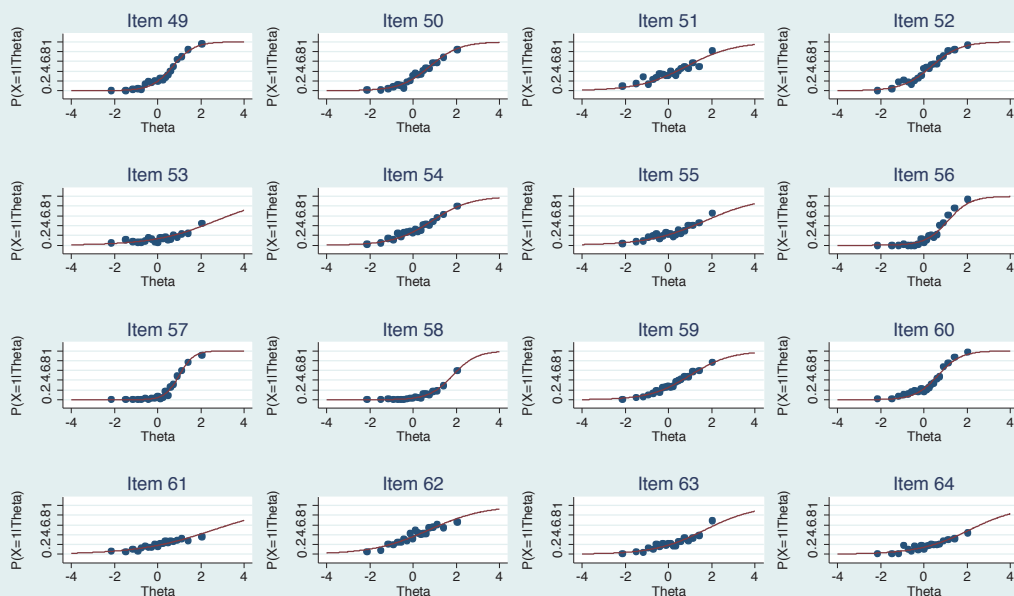 Item 49 Item 50 Item 51 Item 52
P(X=1|Theta) P(X=1|Theta) P(X=1|Theta) P(X=1|Theta)
0.2.4.6.81 0.2.4.6.81 0.2.4.6.81 0.2.4.6.81
-4 -2 0 2 4 -4 -2 0 2 4 -4 -2 0 2 4 -4 -2 0 2 4
Theta Theta Theta Theta
Item 53 Item 54 Item 55 Item 56
P(X=1|Theta) P(X=1|Theta) P(X=1|Theta) P(X=1|Theta)
0.2.4.6.81 0.2.4.6.81 0.2.4.6.81 0.2.4.6.81
-4 -2 0 2 4 -4 -2 0 2 4 -4 -2 0 2 4 -4 -2 0 2 4
Theta Theta Theta Theta
Item 57 Item 58 Item 59 Item 60
P(X=1|Theta) P(X=1|Theta) P(X=1|Theta) P(X=1|Theta)
0.2.4.6.81 0.2.4.6.81 0.2.4.6.81 0.2.4.6.81
-4 -2 0 2 4 -4 -2 0 2 4 -4 -2 0 2 4 -4 -2 0 2 4
Theta Theta Theta Theta
Item 61 Item 62 Item 63 Item 64
P(X=1|Theta) P(X=1|Theta) P(X=1|Theta) P(X=1|Theta)
0.2.4.6.81 0.2.4.6.81 0.2.4.6.81 0.2.4.6.81
-4 -2 0 2 4 -4 -2 0 2 4 -4 -2 0 2 4 -4 -2 0 2 4
Theta Theta Theta Theta